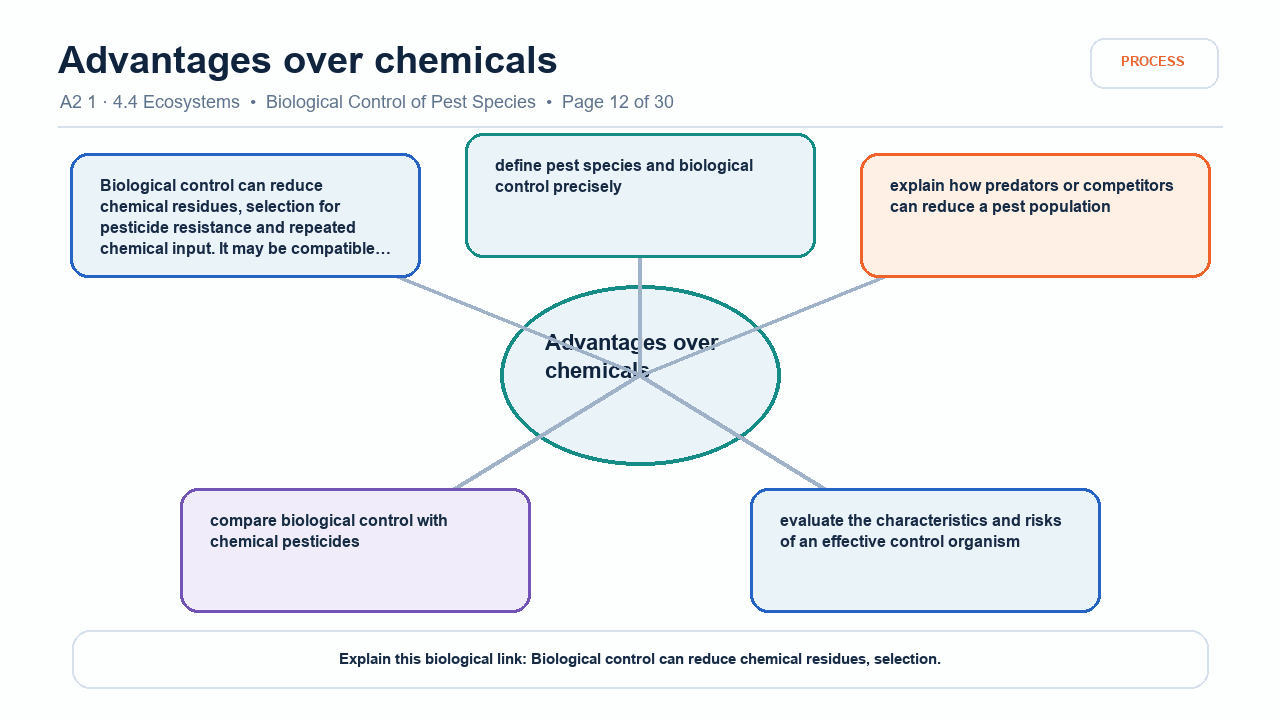 Advantages over chemicals
PROCESS
A2 1 · 4.4 Ecosystems • Biological Control of Pest Species • Page 12 of 30
Biological control can reduce
chemical residues, selection for
pesticide resistance and repeated
chemical input. It may be compatible…
define pest species and biological
control precisely
explain how predators or competitors
can reduce a pest population
Advantages over
chemicals
compare biological control with
chemical pesticides
evaluate the characteristics and risks
of an effective control organism
Explain this biological link: Biological control can reduce chemical residues, selection.